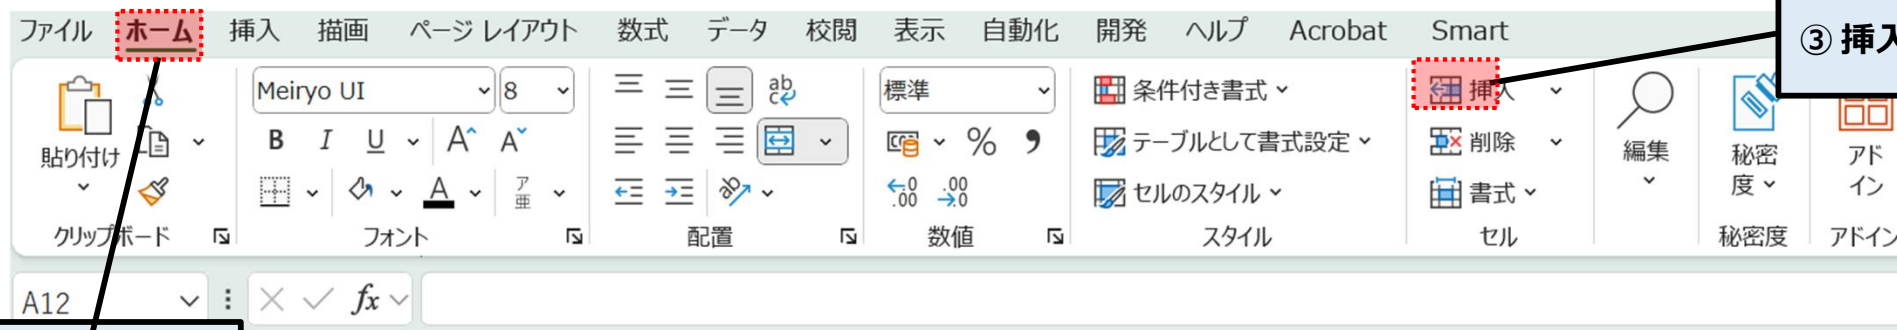 ファイル ホーム 挿入 描画 ページ レイアウト 数式 データ 校閲 表示 自動化 開発 ヘルプ Acrobat Smart
③ 挿入
Meiryo UI 8 ab 標準 条件付き書式 挿入
貼り付け B I U A A % 9 テーブルとして書式設定 削除 編集 秘密度 アドイン
A ア亜 .00 .00 セルのスタイル 書式
クリップボード フォント 配置 数値 スタイル セル 秘密度 アドイン
A12 fx